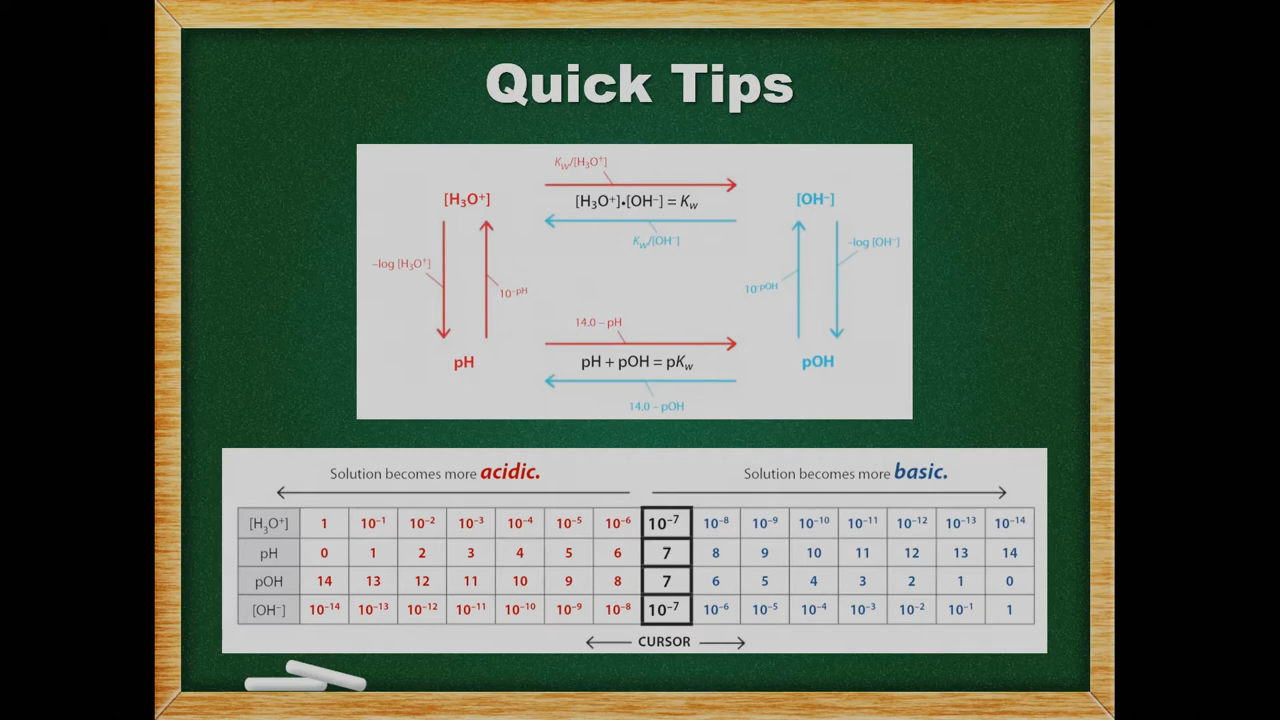 Quick Tips
Kw/[H₃O⁺]
[H₃O⁺] [H₃O⁺]•[OH⁻] = Kw [OH⁻]
Kw/[OH⁻]
–log [H₃O⁺] 10⁻ᵖᴴ 10⁻ᵖᴼᴴ –log [OH⁻]
14.0 – pH
pH pH + pOH = pKw pOH
14.0 – pOH
Solution becomes more acidic. Solution becomes more basic.
[H₃O⁺] 1 10⁻¹ 10⁻² 10⁻³ 10⁻⁴ 10⁻⁵ 10⁻⁶ 10⁻⁷ 10⁻⁸ 10⁻⁹ 10⁻¹⁰ 10⁻¹¹ 10⁻¹² 10⁻¹³ 10⁻¹⁴
pH 0 1 2 3 4 5 6 7 8 9 10 11 12 13 14
pOH 14 13 12 11 10 9 8 7 6 5 4 3 2 1 0
[OH⁻] 10⁻¹⁴ 10⁻¹³ 10⁻¹² 10⁻¹¹ 10⁻¹⁰ 10⁻⁹ 10⁻⁸ 10⁻⁷ 10⁻⁶ 10⁻⁵ 10⁻⁴ 10⁻³ 10⁻² 10⁻¹ 1
CURSOR